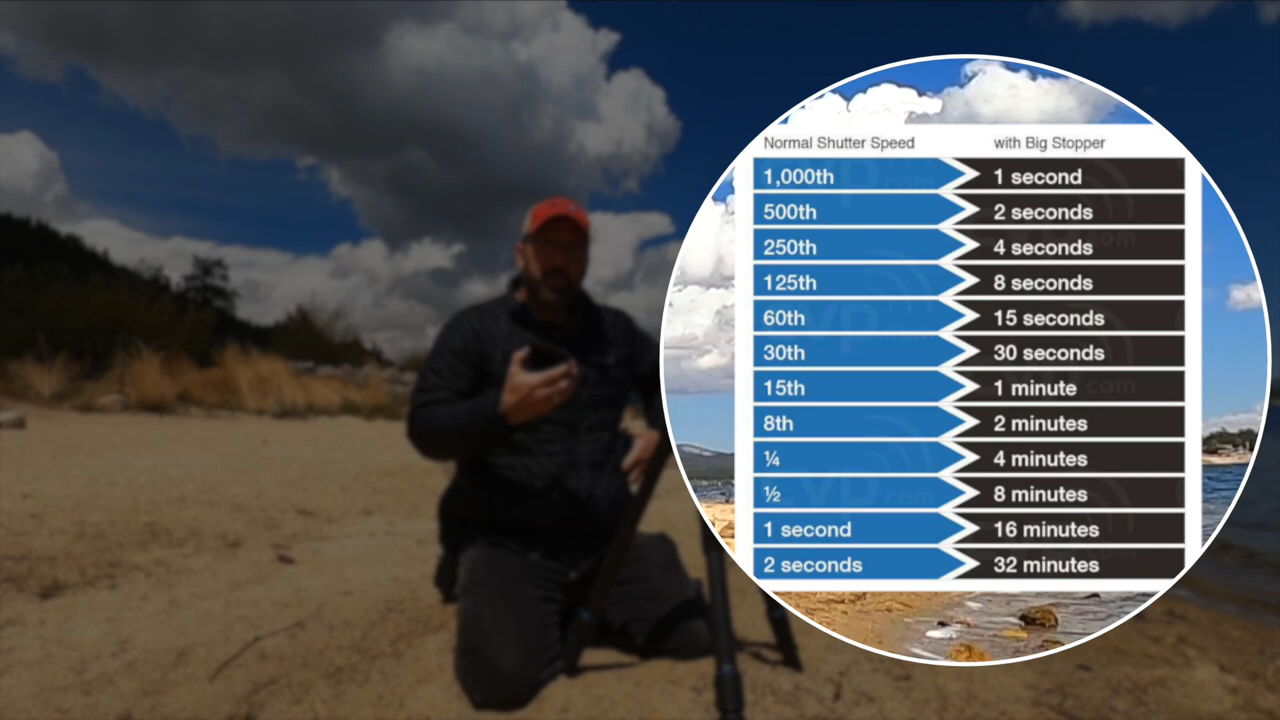 Normal Shutter Speed with Big Stopper
1,000th 1 second
500th 2 seconds
250th 4 seconds
125th 8 seconds
60th 15 seconds
30th 30 seconds
15th 1 minute
8th 2 minutes
¼ 4 minutes
½ 8 minutes
1 second 16 minutes
2 seconds 32 minutes